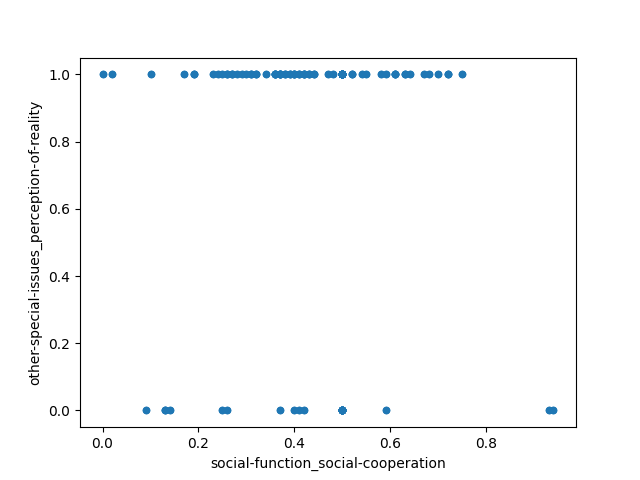 1.0
0.8
0.6
0.4
0.2
0.0
other-special-issues_perception-of-reality
0.0 0.2 0.4 0.6 0.8
social-function_social-cooperation